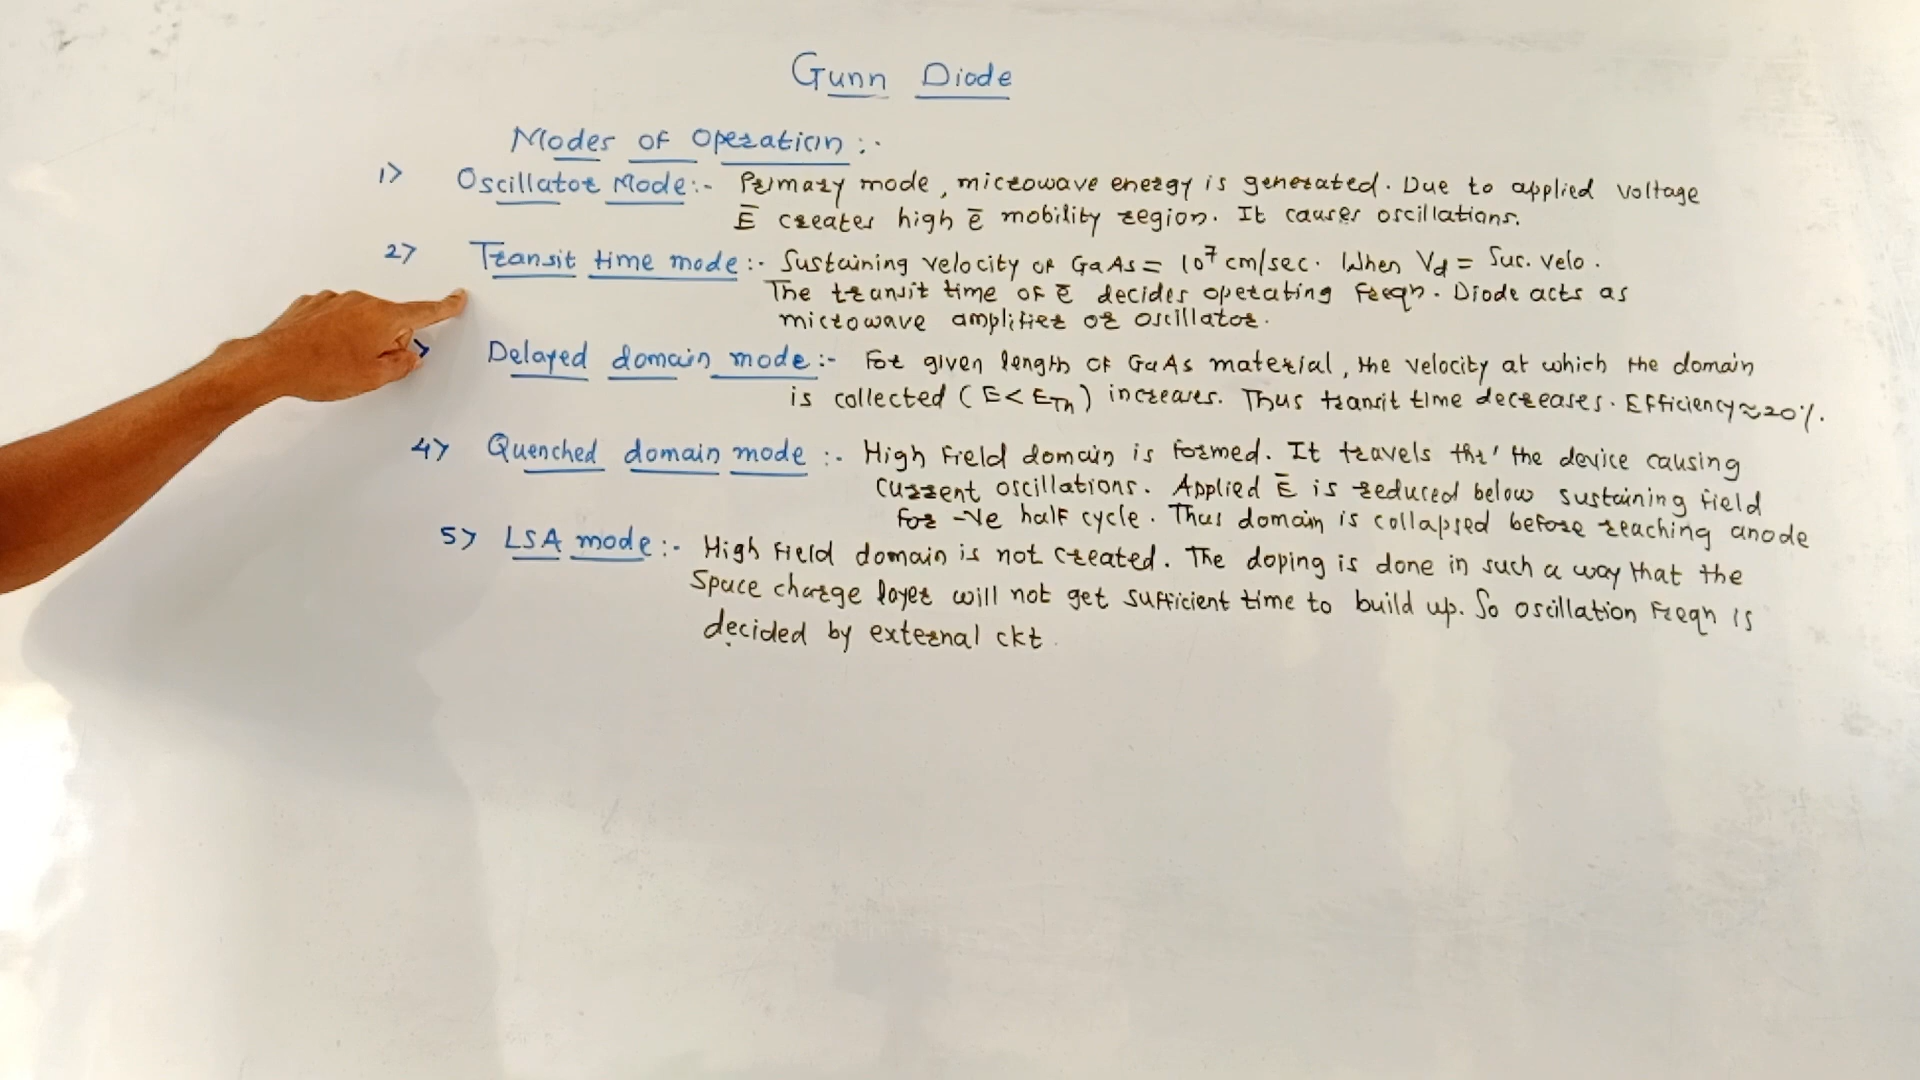 Gunn Diode
Modes of Operation :-
1> Oscillator Mode :- Primary mode, microwave energy is generated. Due to applied voltage
E̅ creates high e̅ mobility region. It causes oscillations.
2> Transit time mode :- Sustaining velocity of GaAs = 10⁷ cm/sec. When Vd = Sus. velo.
The transit time of e̅ decides operating freqn. Diode acts as
microwave amplifier or oscillator.
> Delayed domain mode :- For given length of GaAs material, the velocity at which the domain
is collected (E < ETh) increases. Thus transit time decreases. Efficiency ≈ 20%.
4> Quenched domain mode :- High field domain is formed. It travels thr' the device causing
current oscillations. Applied E̅ is reduced below sustaining field
for -ve half cycle. Thus domain is collapsed before reaching anode
5> LSA mode :- High field domain is not created. The doping is done in such a way that the
space charge layer will not get sufficient time to build up. So oscillation freqn is
decided by external ckt.